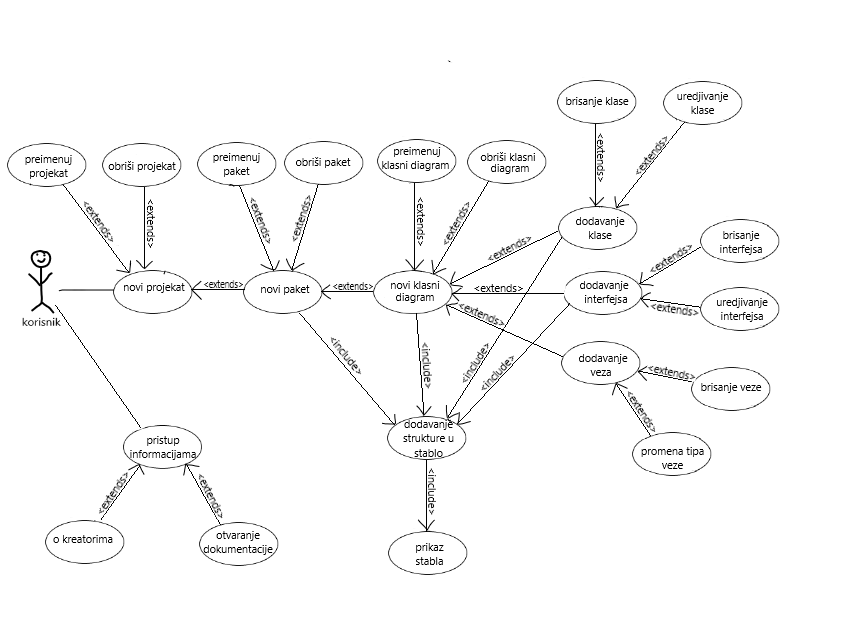 brisanje klase
uredjivanje
klase
<extends>
<extends>
preimenuj
projekat
obriši projekat
preimenuj
paket
obriši paket
preimenuj
klasni diagram
obriši klasni
diagram
<extends>
<extends>
<extends>
<extends>
<extends>
<extends>
dodavanje
klase
brisanje
interfejsa
<extends>
<extends>
novi projekat
<extends>
novi paket
<extends>
novi klasni
diagram
<extends>
dodavanje
interfejsa
<extends>
uredjivanje
interfejsa
korisnik
<extends>
<include>
<include>
<include>
<include>
dodavanje
veza
<extends>
brisanje veze
<extends>
promena tipa
veze
dodavanje
strukture u
stablo
pristup
informacijama
<extends>
<extends>
<include>
o kreatorima
otvaranje
dokumentacije
prikaz
stabla